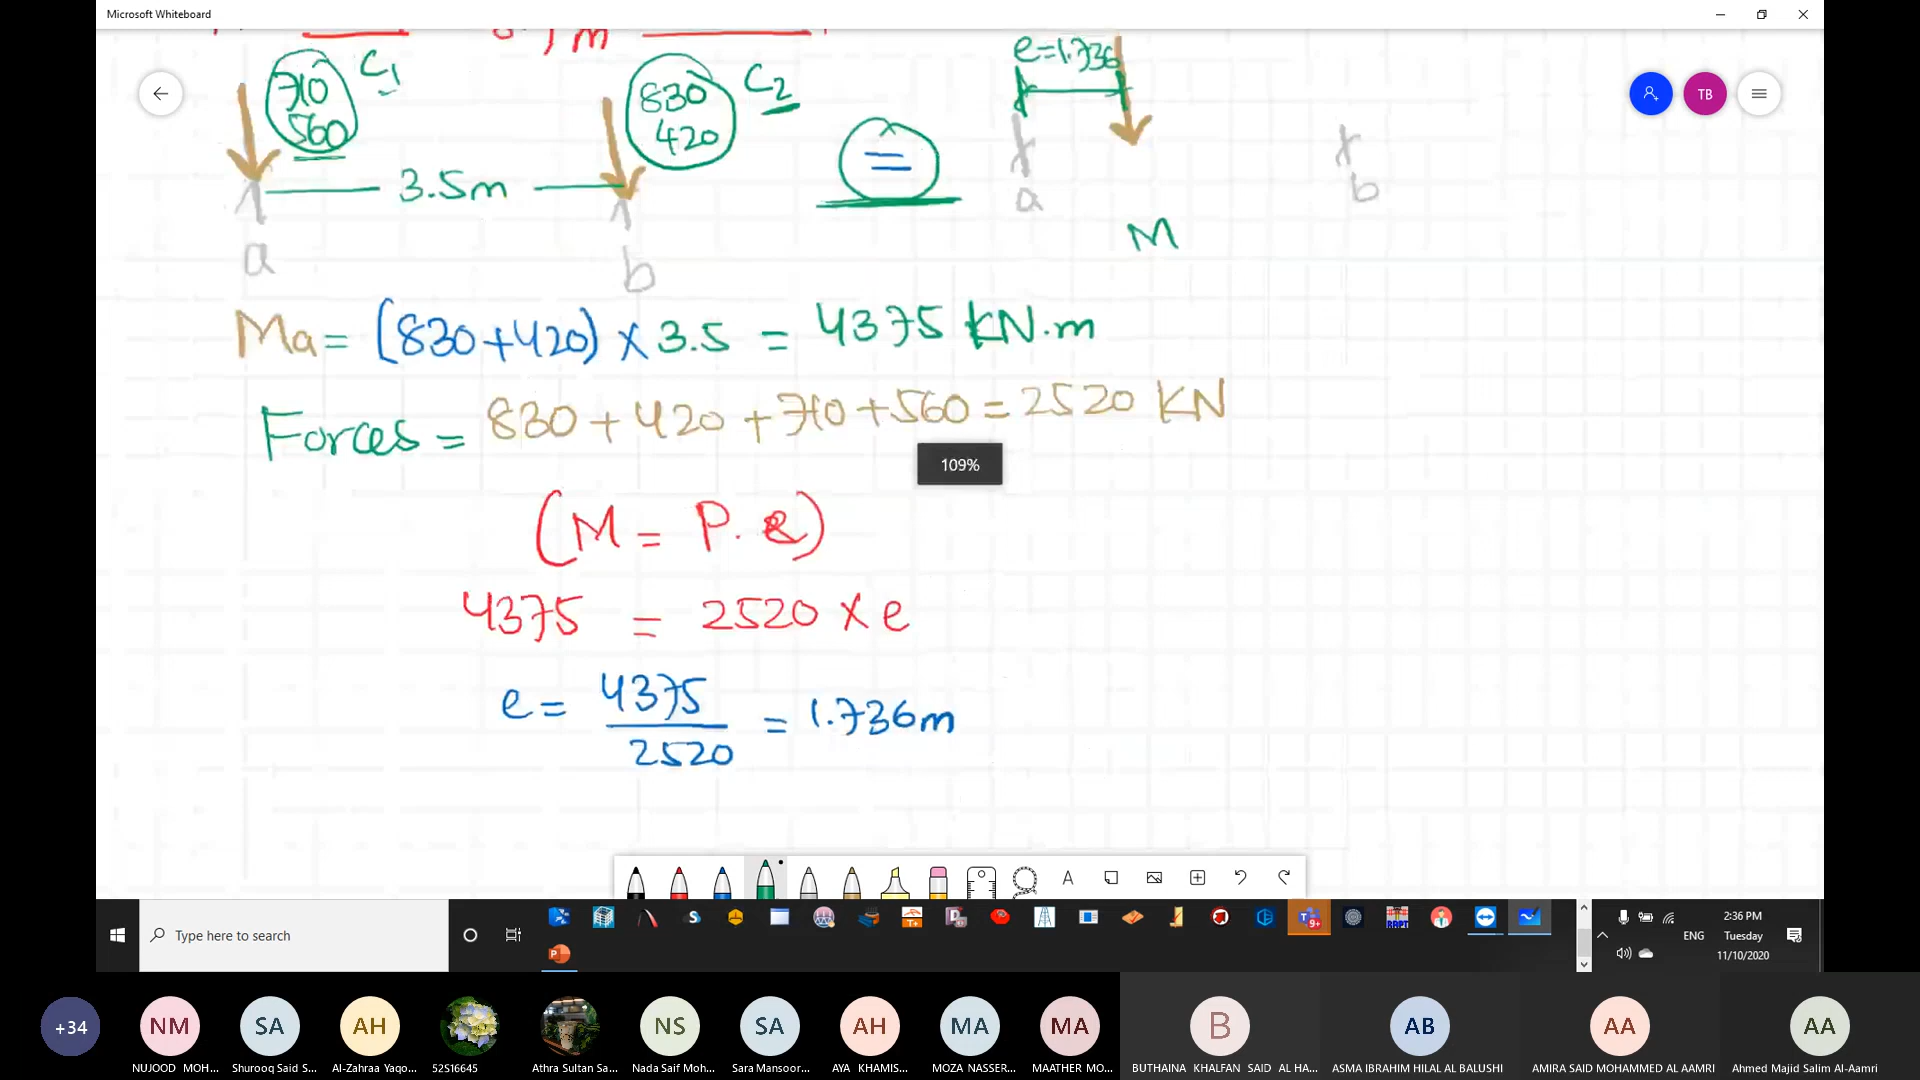 Microsoft Whiteboard
m
710
560
C1
830
420
C2
3.5m
a
b
=
e=1.736
a
b
M
TB
Ma = (830+420) x 3.5 = 4375 KN.m
Forces = 830 + 420 + 710 + 560 = 2520 KN
109%
(M = P. e)
4375 = 2520 x e
e = 4375
2520
= 1.736m
A
Type here to search
ENG
2:36 PM
Tuesday
11/10/2020
+34
NM
SA
AH
NS
SA
AH
MA
MA
B
AB
AA
AA
NUJOOD MOH...
Shurooq Said S...
Al-Zahraa Yaqo...
52S16645
Athra Sultan Sa...
Nada Saif Moh...
Sara Mansoor...
AYA KHAMIS...
MOZA NASSER...
MAATHER MO...
BUTHAINA KHALFAN SAID AL HA...
ASMA IBRAHIM HILAL AL BALUSHI
AMIRA SAID MOHAMMED AL AAMRI
Ahmed Majid Salim Al-Aamri